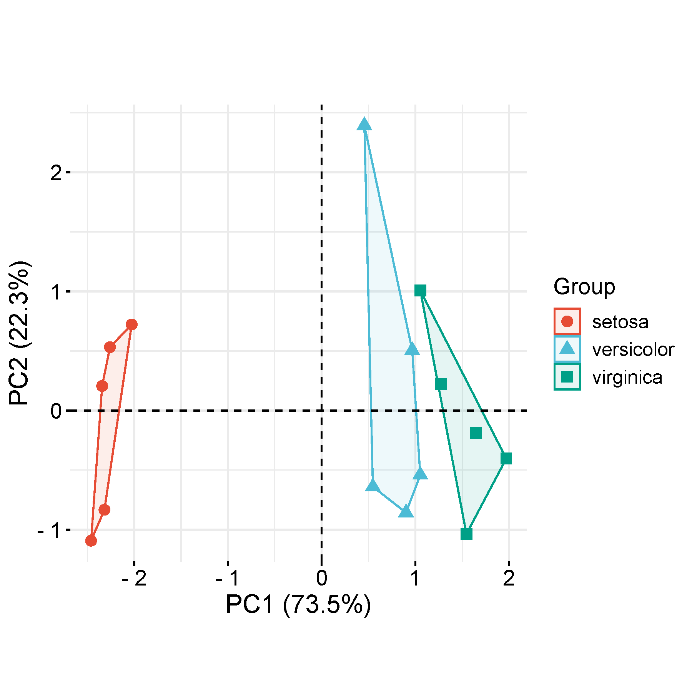 PC2 (22.3%)
2
1
0
- 1
- 2
- 1
0
1
2
PC1 (73.5%)
Group
setosa
versicolor
virginica